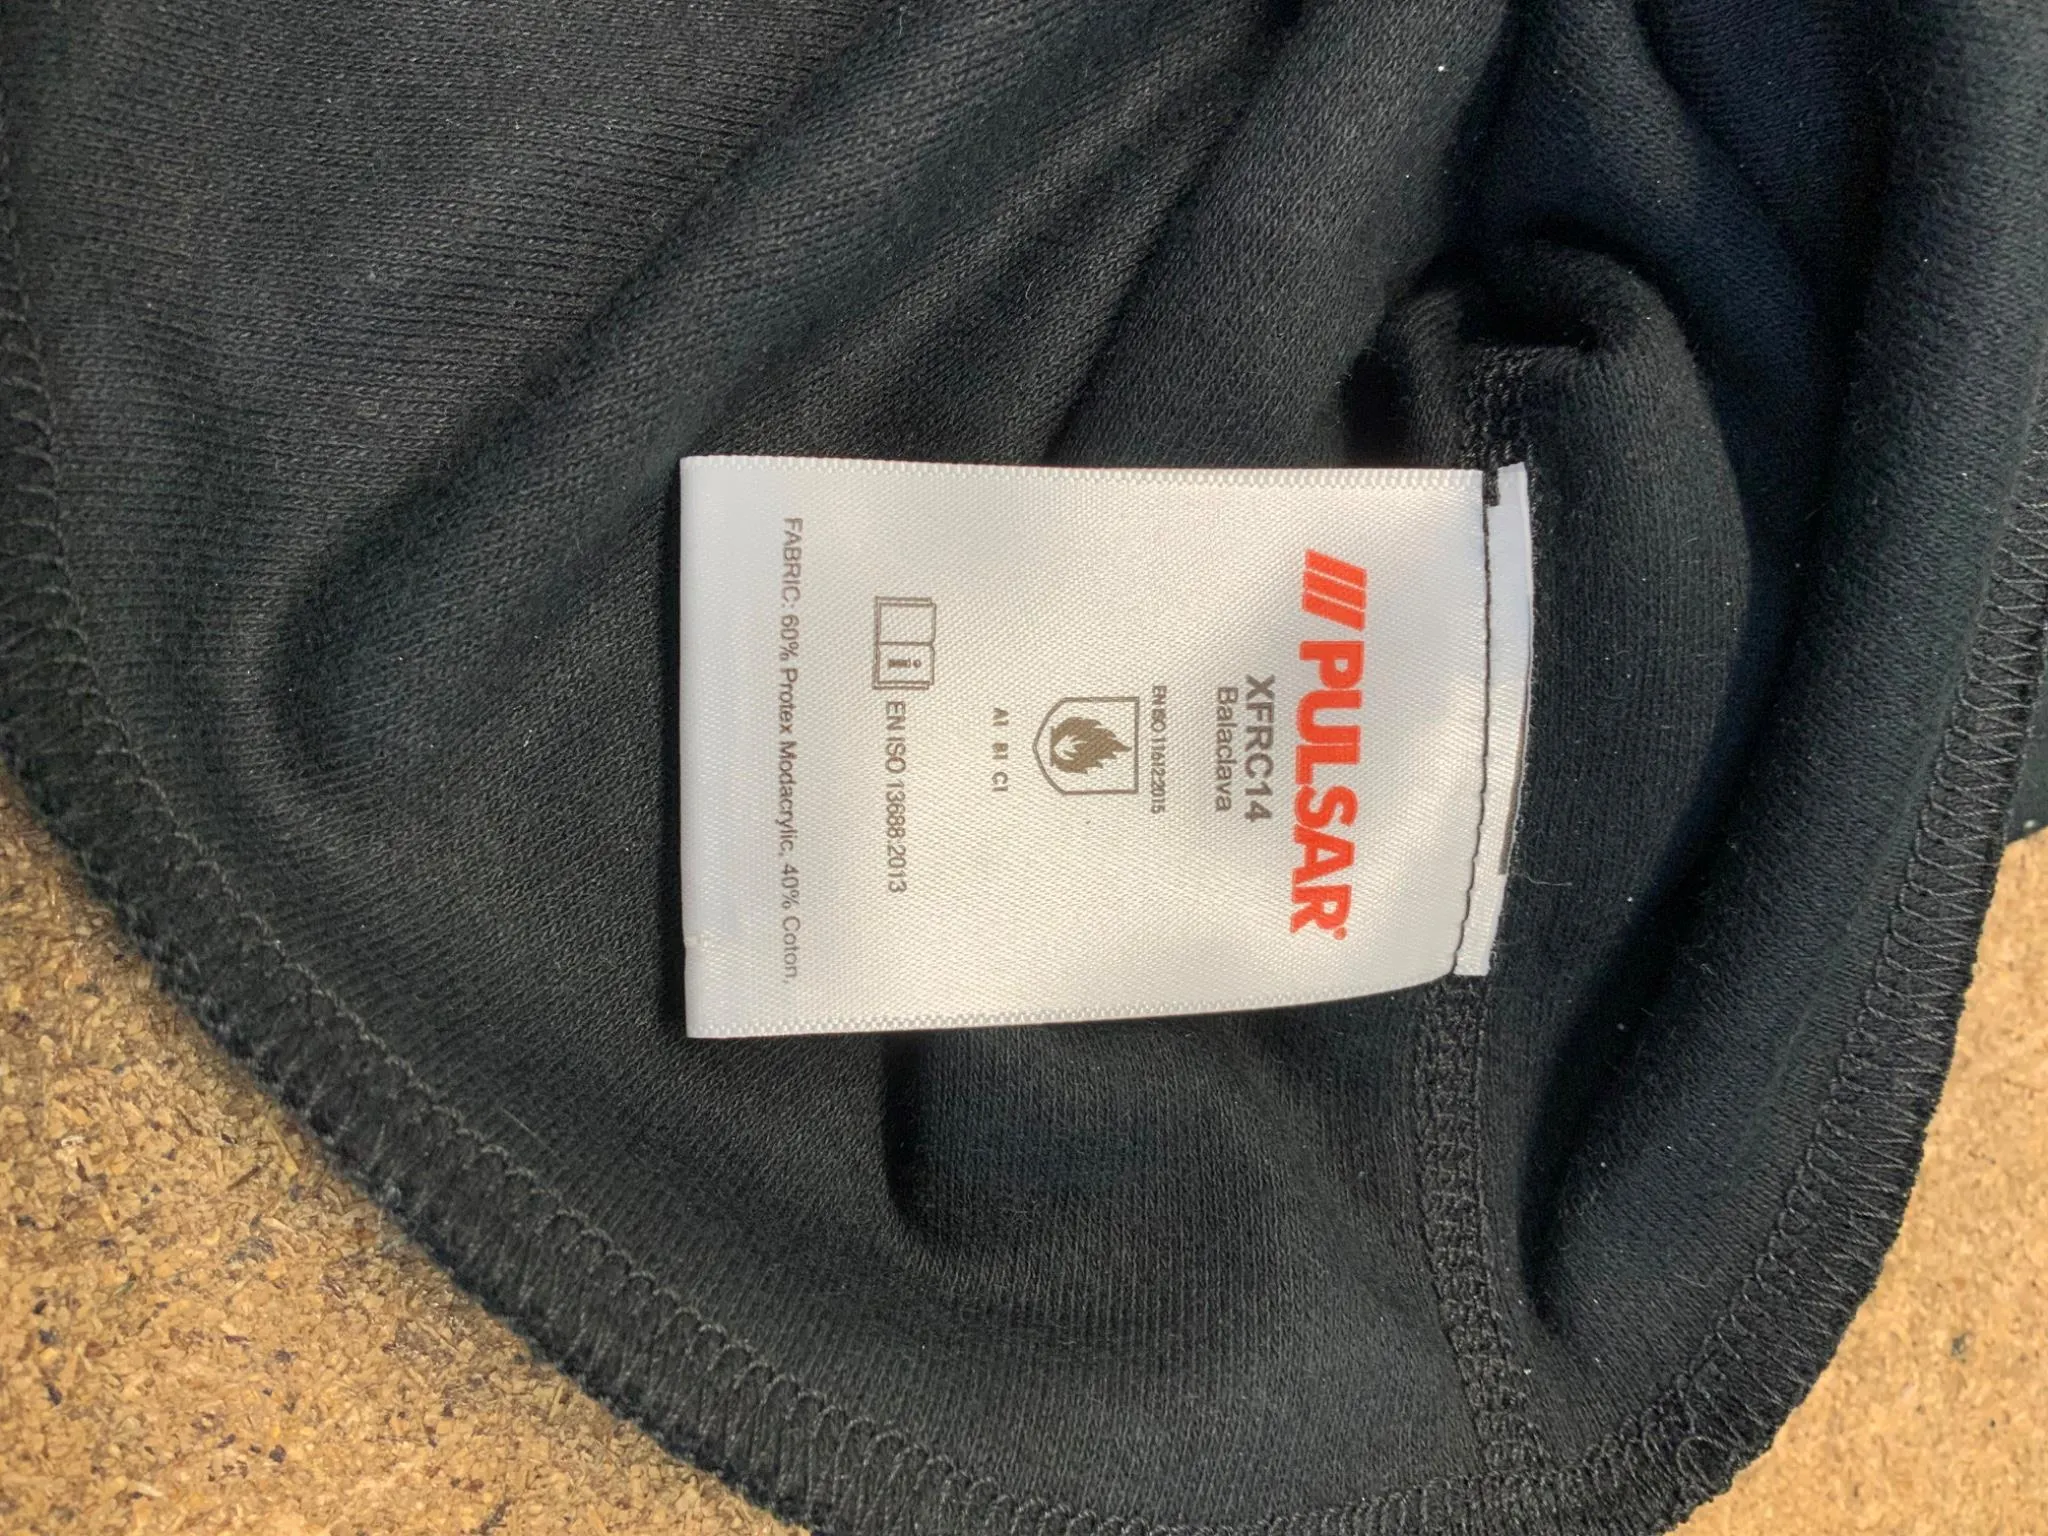 PULSAR®
XFRC14
Balaclava
EN ISO 11612:2015
A1 B1 C1
i EN ISO 13688:2013
FABRIC: 60% Protex Modacrylic, 40% Coton.